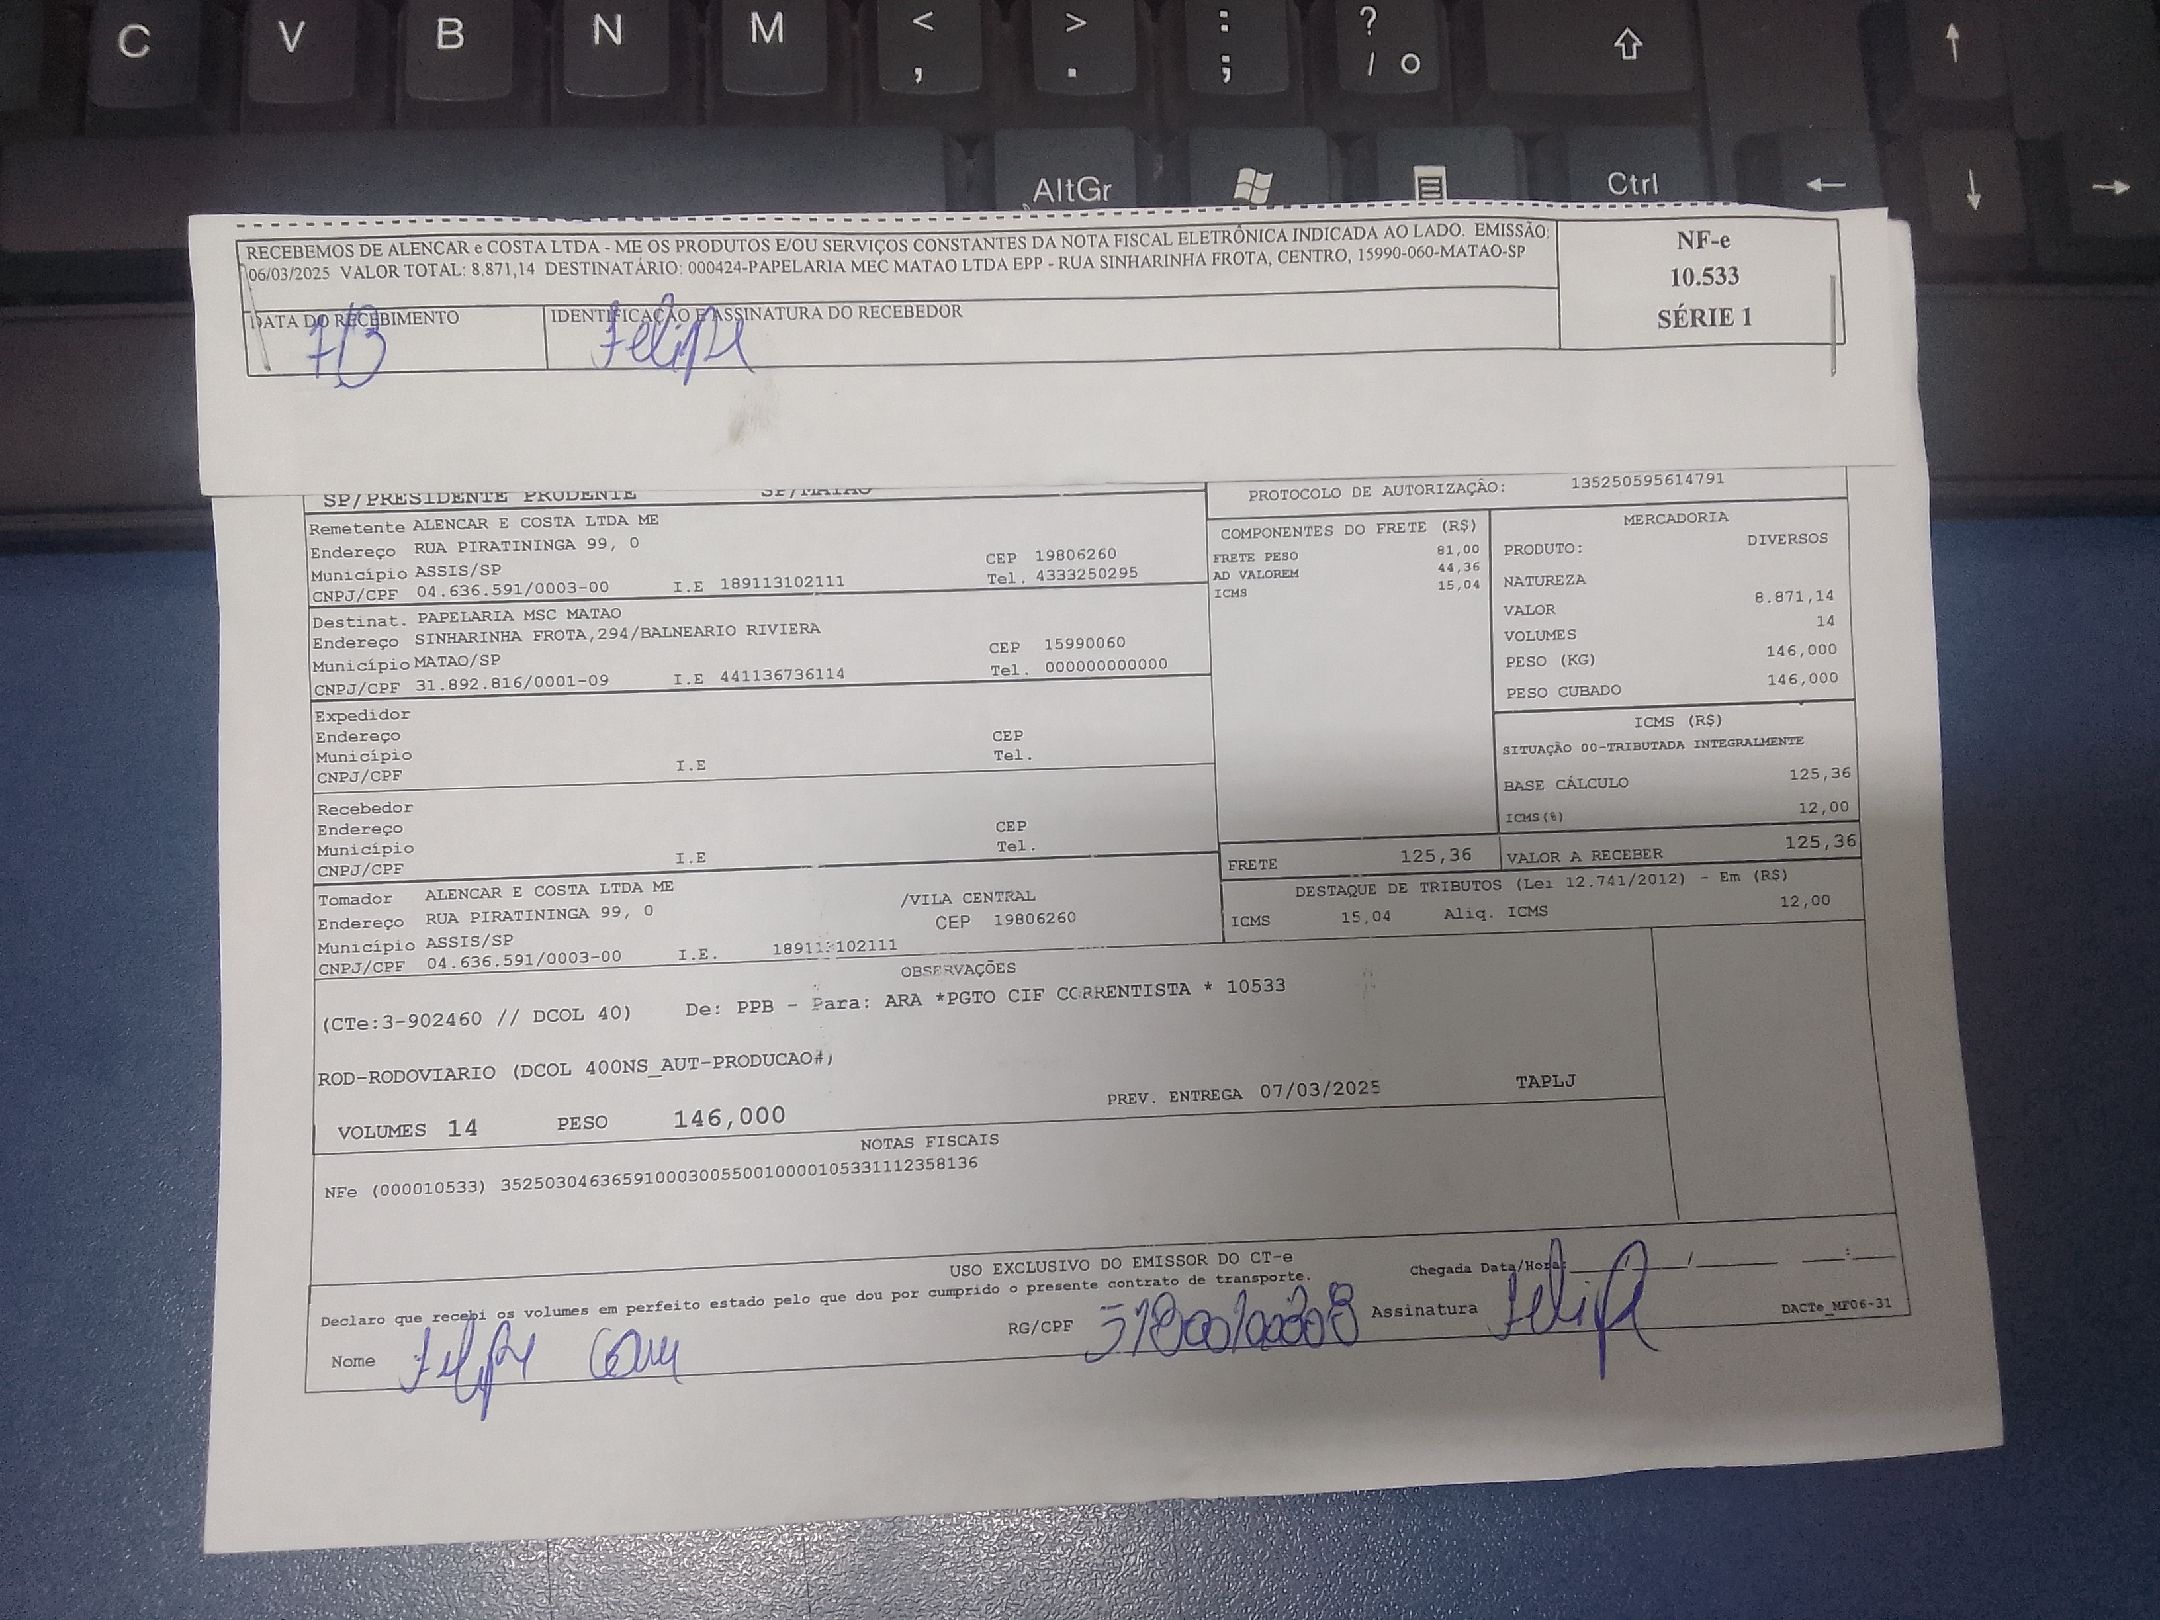 C V B N M < , > . : ; ? / °
AltGr Ctrl
RECEBEMOS DE ALENCAR e COSTA LTDA - ME OS PRODUTOS E/OU SERVIÇOS CONSTANTES DA NOTA FISCAL ELETRÔNICA INDICADA AO LADO. EMISSÃO:
06/03/2025 VALOR TOTAL: 8.871,14 DESTINATÁRIO: 000424-PAPELARIA MEC MATAO LTDA EPP - RUA SINHARINHA FROTA, CENTRO, 15990-060-MATAO-SP
NF-e
10.533
SÉRIE 1
DATA DO RECEBIMENTO IDENTIFICAÇÃO E ASSINATURA DO RECEBEDOR
7/3 Felipe
SP/PRESIDENTE PRUDENTE SP/MATAO
PROTOCOLO DE AUTORIZAÇÃO: 135250595614791
Remetente ALENCAR E COSTA LTDA ME
Endereço RUA PIRATININGA 99, 0 CEP 19806260
Município ASSIS/SP Tel. 4333250295
CNPJ/CPF 04.636.591/0003-00 I.E 189113102111
Destinat. PAPELARIA MSC MATAO
Endereço SINHARINHA FROTA,294/BALNEARIO RIVIERA CEP 15990060
Município MATAO/SP Tel. 000000000000
CNPJ/CPF 31.892.816/0001-09 I.E 441136736114
Expedidor
Endereço CEP
Município Tel.
CNPJ/CPF I.E
Recebedor
Endereço CEP
Município Tel.
CNPJ/CPF I.E
Tomador ALENCAR E COSTA LTDA ME /VILA CENTRAL
Endereço RUA PIRATININGA 99, 0 CEP 19806260
Município ASSIS/SP
CNPJ/CPF 04.636.591/0003-00 I.E. 189113102111
COMPONENTES DO FRETE (R$)
FRETE PESO 81,00
AD VALOREM 44,36
ICMS 15,04
MERCADORIA
PRODUTO: DIVERSOS
NATUREZA
VALOR 8.871,14
VOLUMES 14
PESO (KG) 146,000
PESO CUBADO 146,000
ICMS (R$)
SITUAÇÃO 00-TRIBUTADA INTEGRALMENTE
BASE CÁLCULO 125,36
ICMS(%) 12,00
FRETE 125,36 VALOR A RECEBER 125,36
DESTAQUE DE TRIBUTOS (Lei 12.741/2012) - Em (R$)
ICMS 15,04 Aliq. ICMS 12,00
OBSERVAÇÕES
(CTe:3-902460 // DCOL 40) De: PPB - Para: ARA *PGTO CIF CORRENTISTA * 10533
ROD-RODOVIARIO (DCOL 400NS_AUT-PRODUCAO#)
VOLUMES 14 PESO 146,000 PREV. ENTREGA 07/03/2025 TAPLJ
NOTAS FISCAIS
NFe (000010533) 35250304636591000300550010000105331112358136
USO EXCLUSIVO DO EMISSOR DO CT-e
Declaro que recebi os volumes em perfeito estado pelo que dou por cumprido o presente contrato de transporte. Chegada Data/Hora: / / :
Nome Felipe RG/CPF Assinatura Felipe DACTe_MF06-31